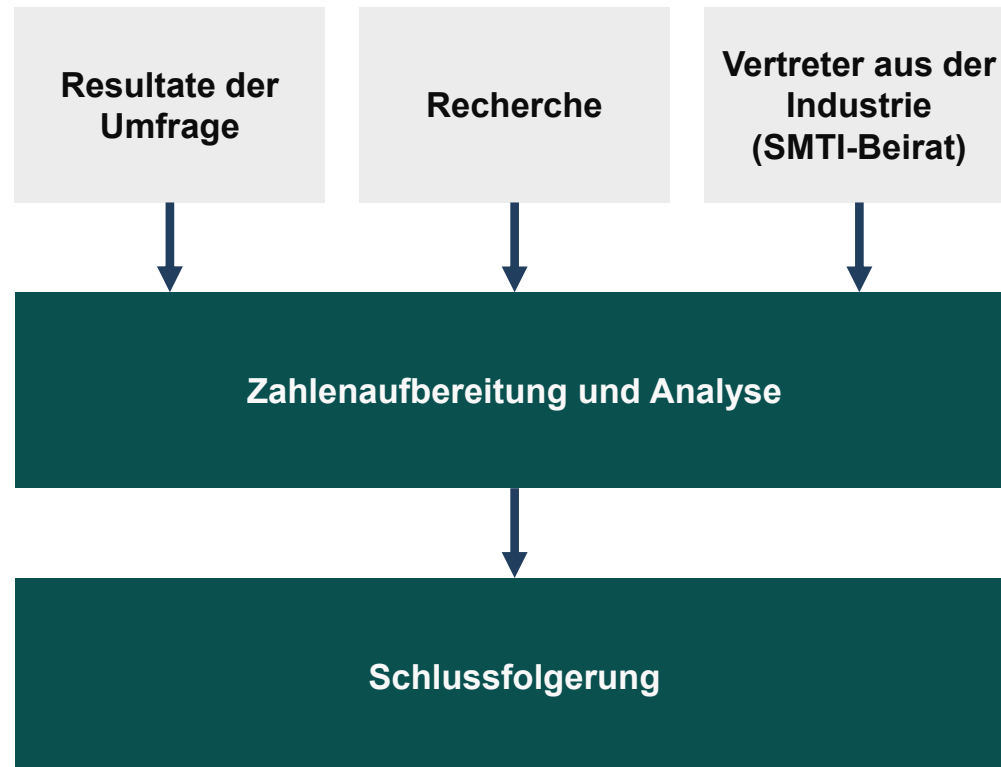 Resultate der
Umfrage
Recherche
Vertreter aus der
Industrie
(SMTI-Beirat)
Zahlenaufbereitung und Analyse
Schlussfolgerung